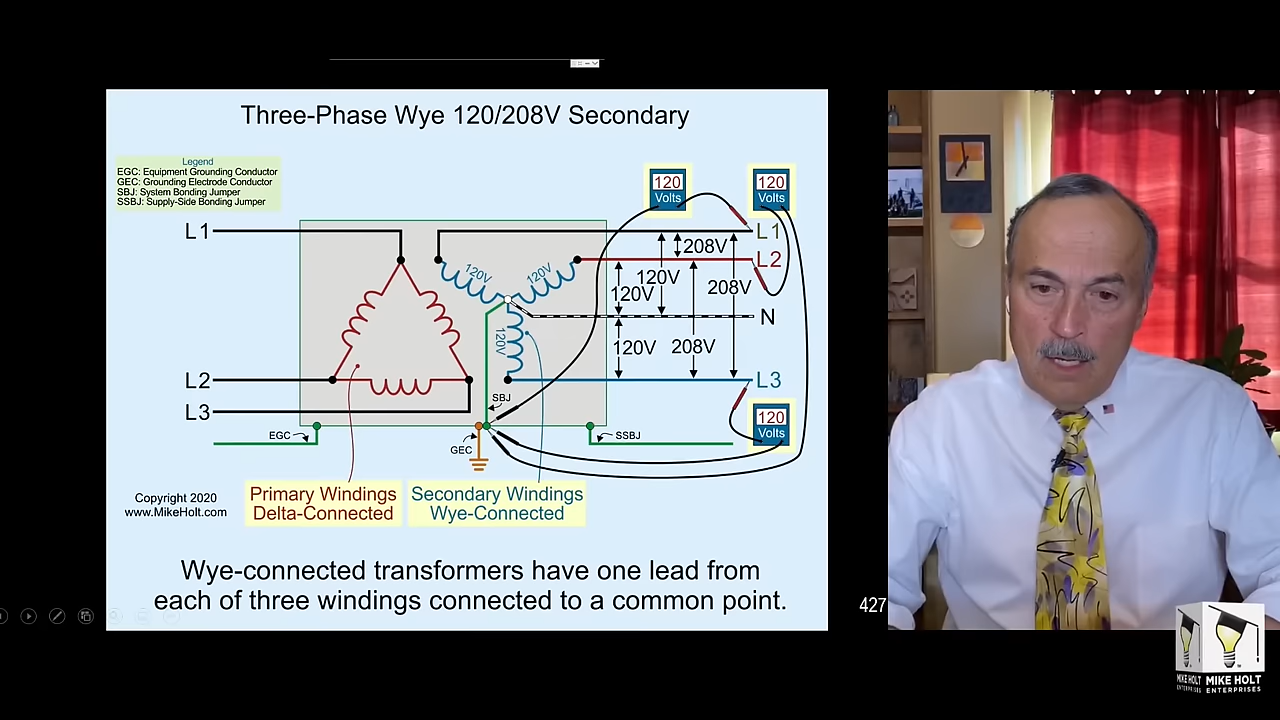 Three-Phase Wye 120/208V Secondary
Legend
EGC: Equipment Grounding Conductor
GEC: Grounding Electrode Conductor
SBJ: System Bonding Jumper
SSBJ: Supply-Side Bonding Jumper
120
Volts
120
Volts
L1
L1
208V
120V
120V
L2
120V
120V
208V
N
120V
120V
208V
L2
L3
L3
SBJ
EGC
GEC
SSBJ
120
Volts
Copyright 2020
www.MikeHolt.com
Primary Windings
Delta-Connected
Secondary Windings
Wye-Connected
Wye-connected transformers have one lead from
each of three windings connected to a common point.
427
MIKE HOLT
ENTERPRISES
MIKE HOLT
ENTERPRISES